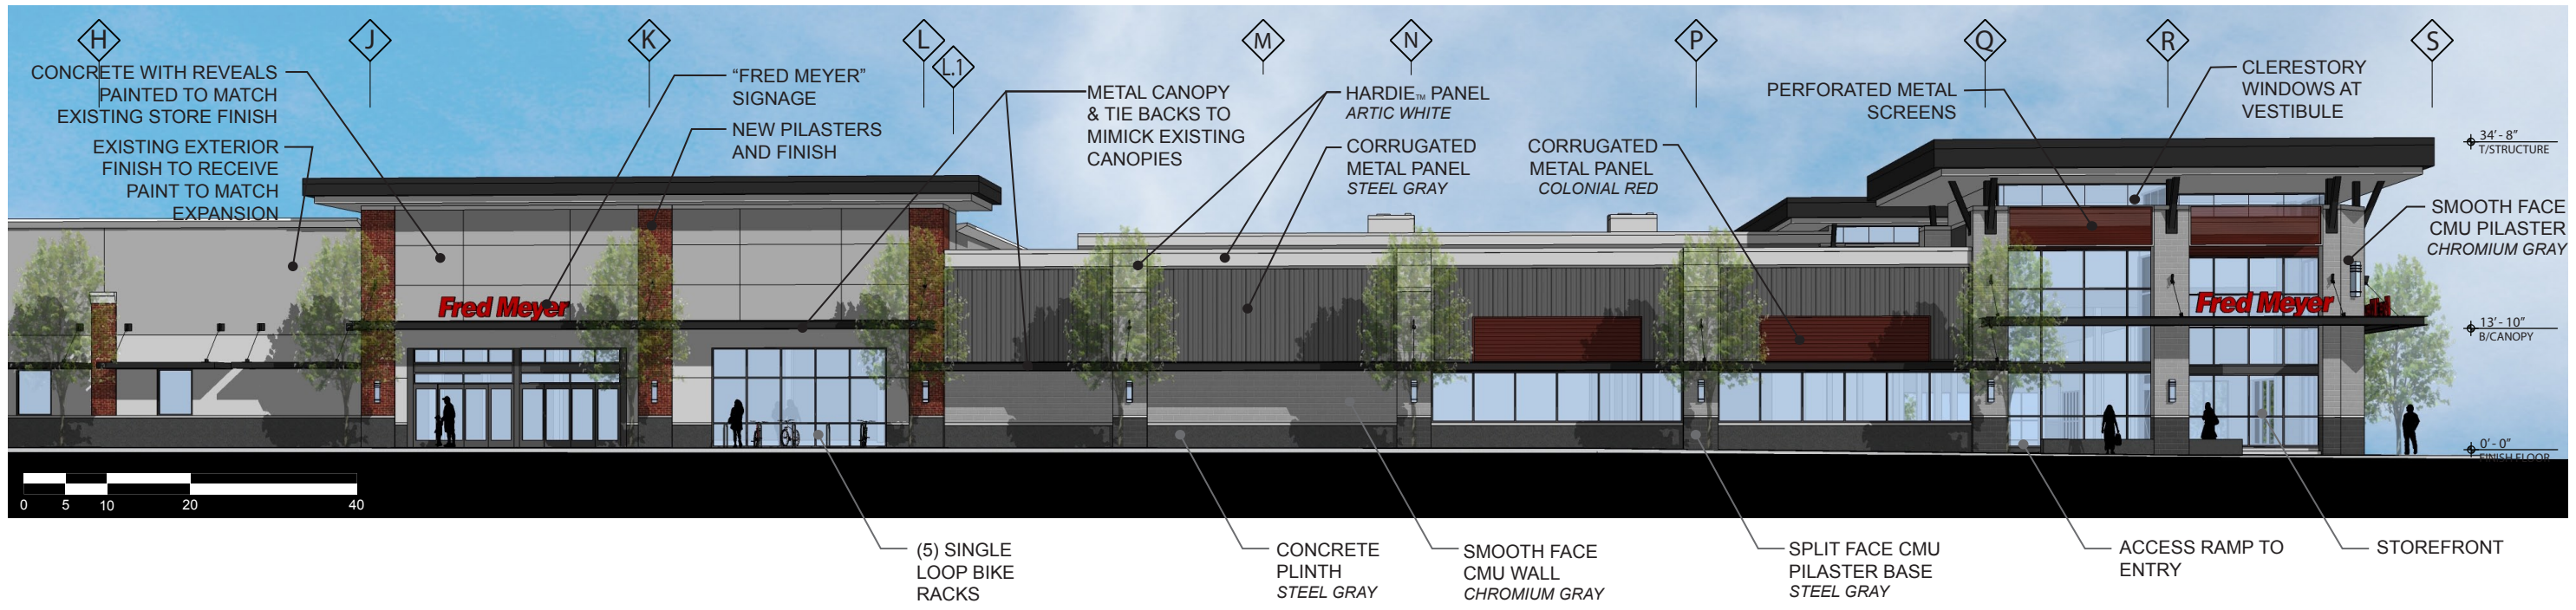 H
J
K
L
L.1
M
N
P
Q
R
S
CONCRETE WITH REVEALS
PAINTED TO MATCH
EXISTING STORE FINISH
EXISTING EXTERIOR
FINISH TO RECEIVE
PAINT TO MATCH
EXPANSION
“FRED MEYER”
SIGNAGE
NEW PILASTERS
AND FINISH
METAL CANOPY
& TIE BACKS TO
MIMICK EXISTING
CANOPIES
HARDIE™ PANEL
ARTIC WHITE
CORRUGATED
METAL PANEL
STEEL GRAY
CORRUGATED
METAL PANEL
COLONIAL RED
PERFORATED METAL
SCREENS
CLERESTORY
WINDOWS AT
VESTIBULE
34’ - 8”
T/STRUCTURE
SMOOTH FACE
CMU PILASTER
CHROMIUM GRAY
Fred Meyer
Fred Meyer
13’ - 10”
B/CANOPY
0’ - 0”
FINISH FLOOR
0 5 10 20 40
(5) SINGLE
LOOP BIKE
RACKS
CONCRETE
PLINTH
STEEL GRAY
SMOOTH FACE
CMU WALL
CHROMIUM GRAY
SPLIT FACE CMU
PILASTER BASE
STEEL GRAY
ACCESS RAMP TO
ENTRY
STOREFRONT